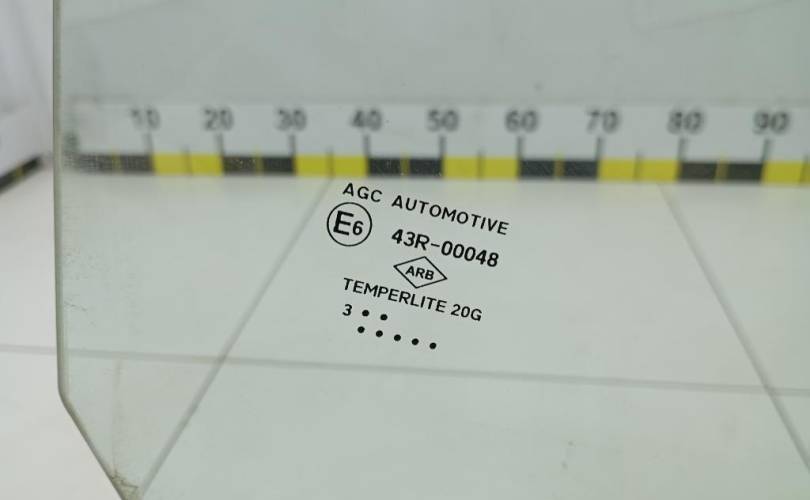 10 20 30 40 50 60 70 80 90
AGC AUTOMOTIVE
E6 43R-00048
ARB
TEMPERLITE 20G
3 ••
•••••